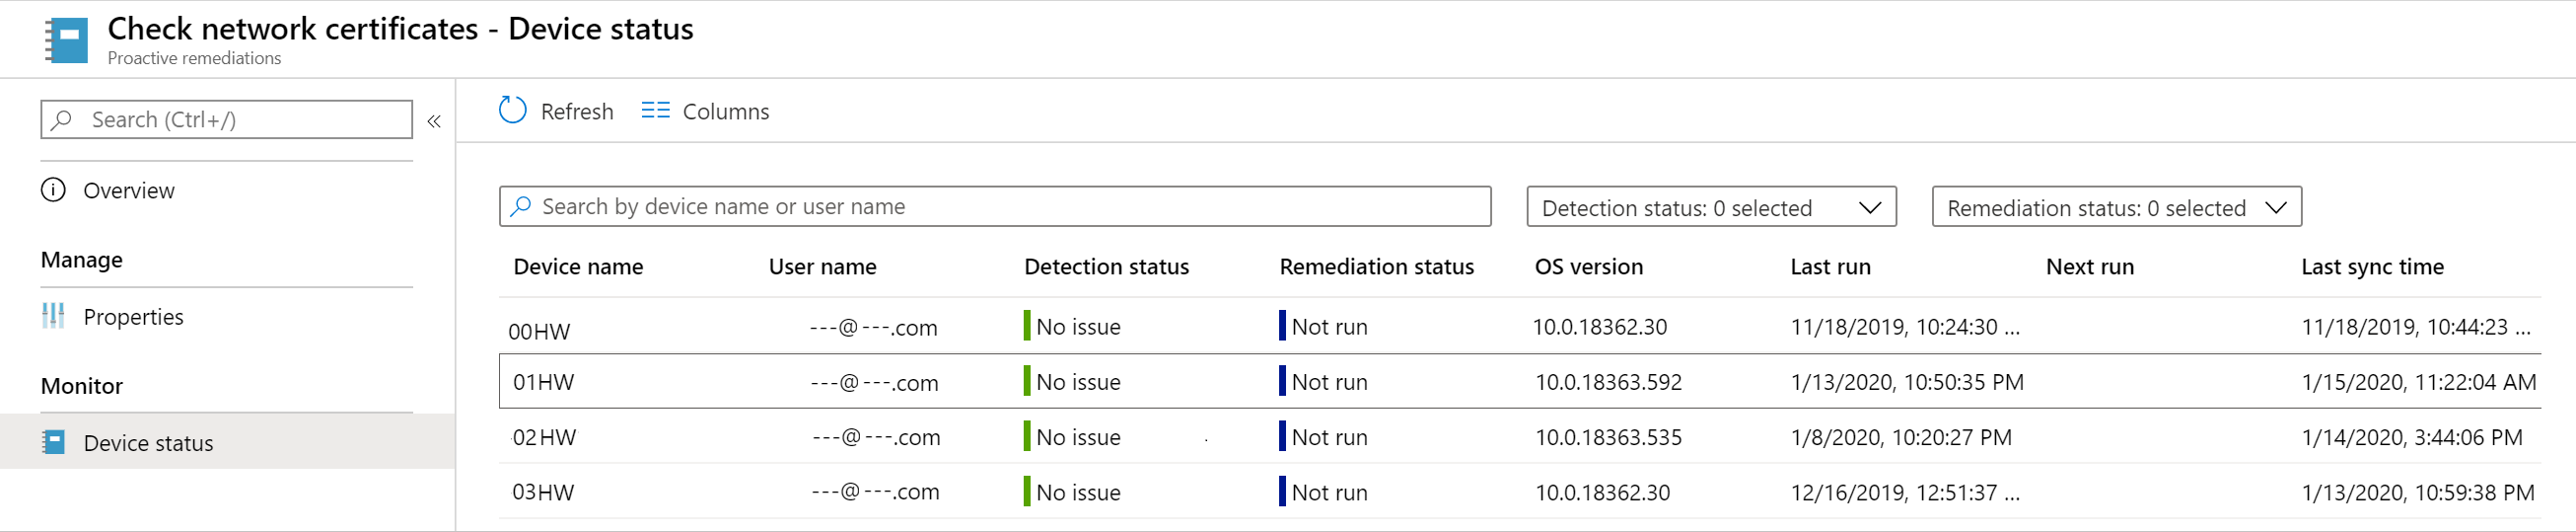 Check network certificates - Device status
Proactive remediations
Search (Ctrl+/)
«
Overview
Manage
Properties
Monitor
Device status
Refresh Columns
Search by device name or user name Detection status: 0 selected Remediation status: 0 selected
Device name User name Detection status Remediation status OS version Last run Next run Last sync time
00HW ---@---.com No issue Not run 10.0.18362.30 11/18/2019, 10:24:30 ... 11/18/2019, 10:44:23 ...
01HW ---@---.com No issue Not run 10.0.18363.592 1/13/2020, 10:50:35 PM 1/15/2020, 11:22:04 AM
02HW ---@---.com No issue Not run 10.0.18363.535 1/8/2020, 10:20:27 PM 1/14/2020, 3:44:06 PM
03HW ---@---.com No issue Not run 10.0.18362.30 12/16/2019, 12:51:37 ... 1/13/2020, 10:59:38 PM